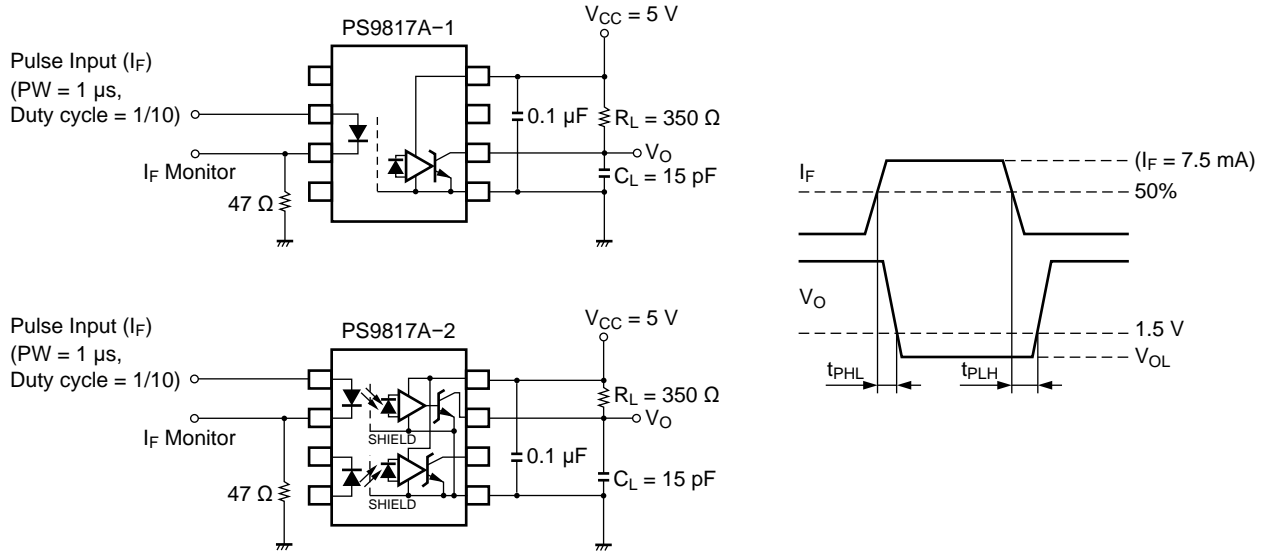 PS9817A−1
V_CC = 5 V
Pulse Input (I_F)
(PW = 1 µs,
Duty cycle = 1/10)
I_F Monitor
47 Ω
0.1 µF
R_L = 350 Ω
V_O
C_L = 15 pF
PS9817A−2
V_CC = 5 V
Pulse Input (I_F)
(PW = 1 µs,
Duty cycle = 1/10)
I_F Monitor
47 Ω
SHIELD
SHIELD
0.1 µF
R_L = 350 Ω
V_O
C_L = 15 pF
I_F
(I_F = 7.5 mA)
50%
V_O
1.5 V
V_OL
t_PHL
t_PLH